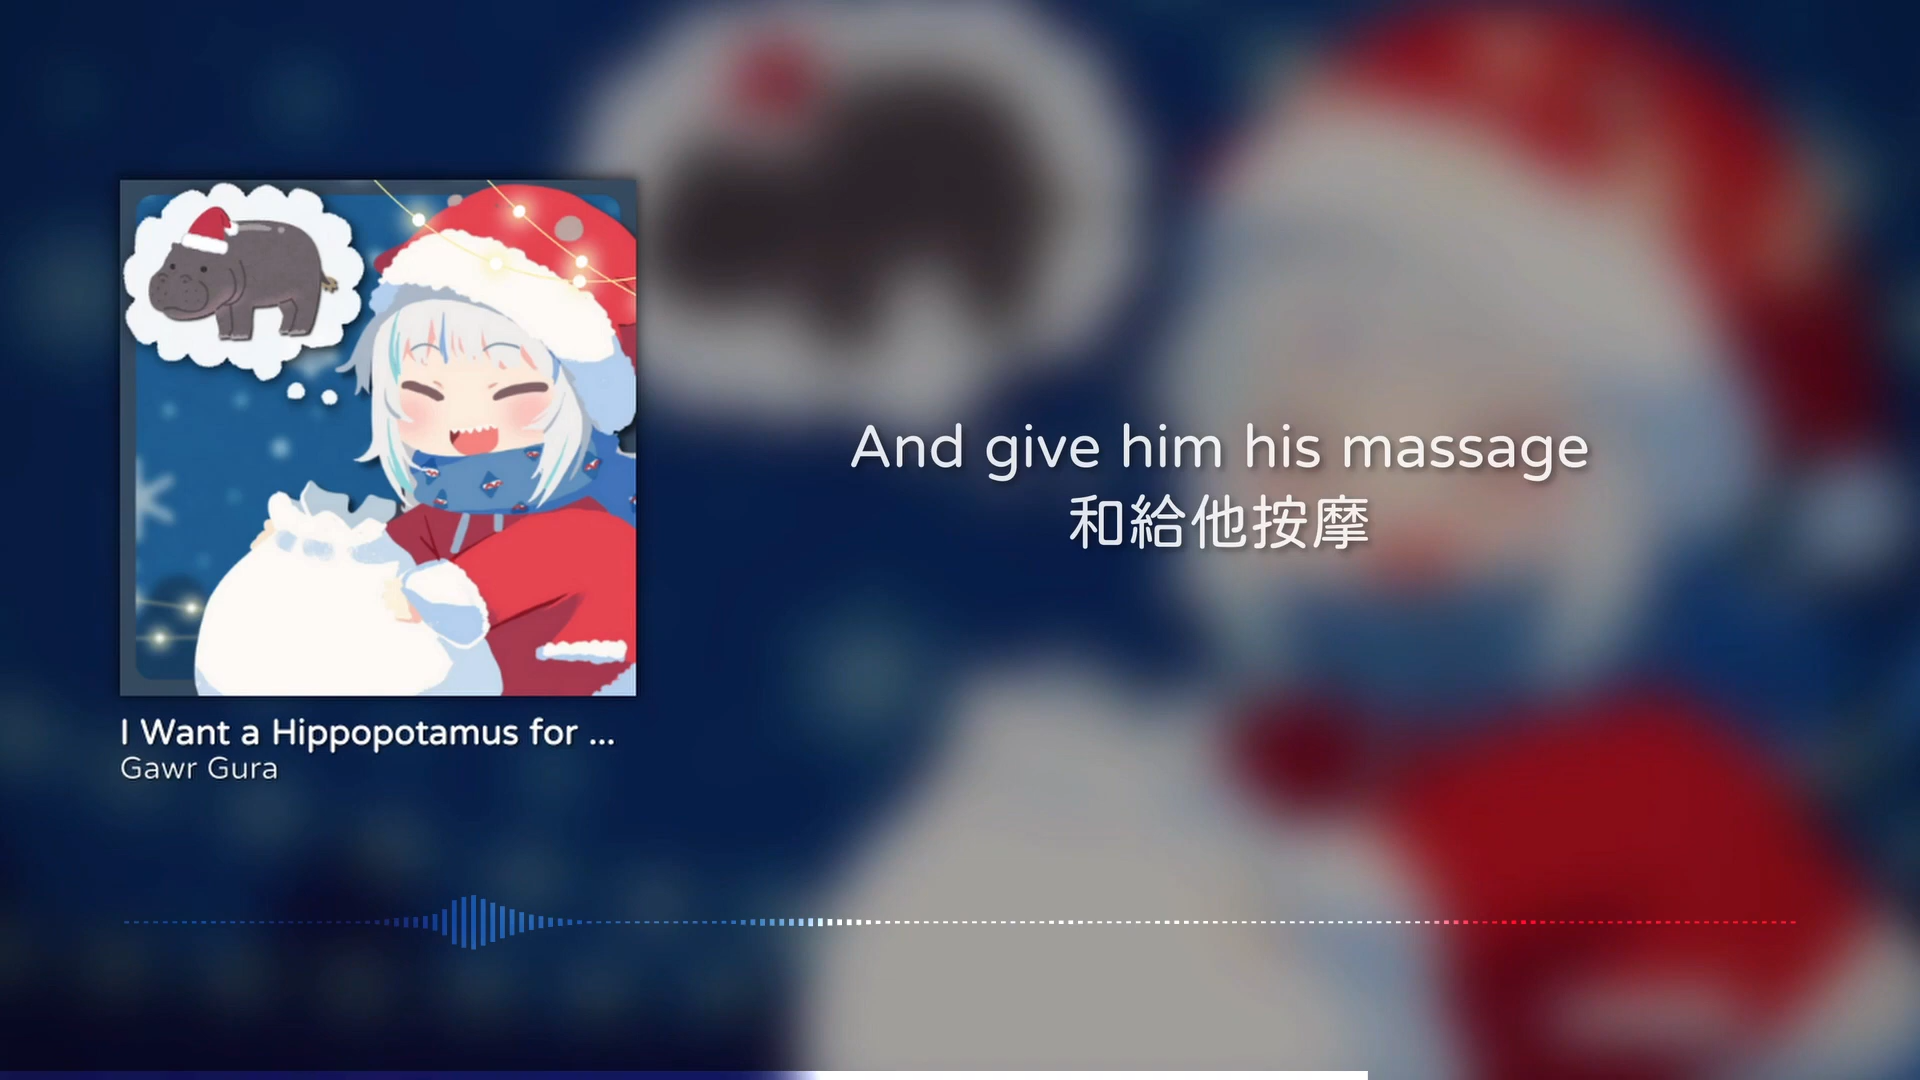 And give him his massage
和給他按摩
I Want a Hippopotamus for ...
Gawr Gura